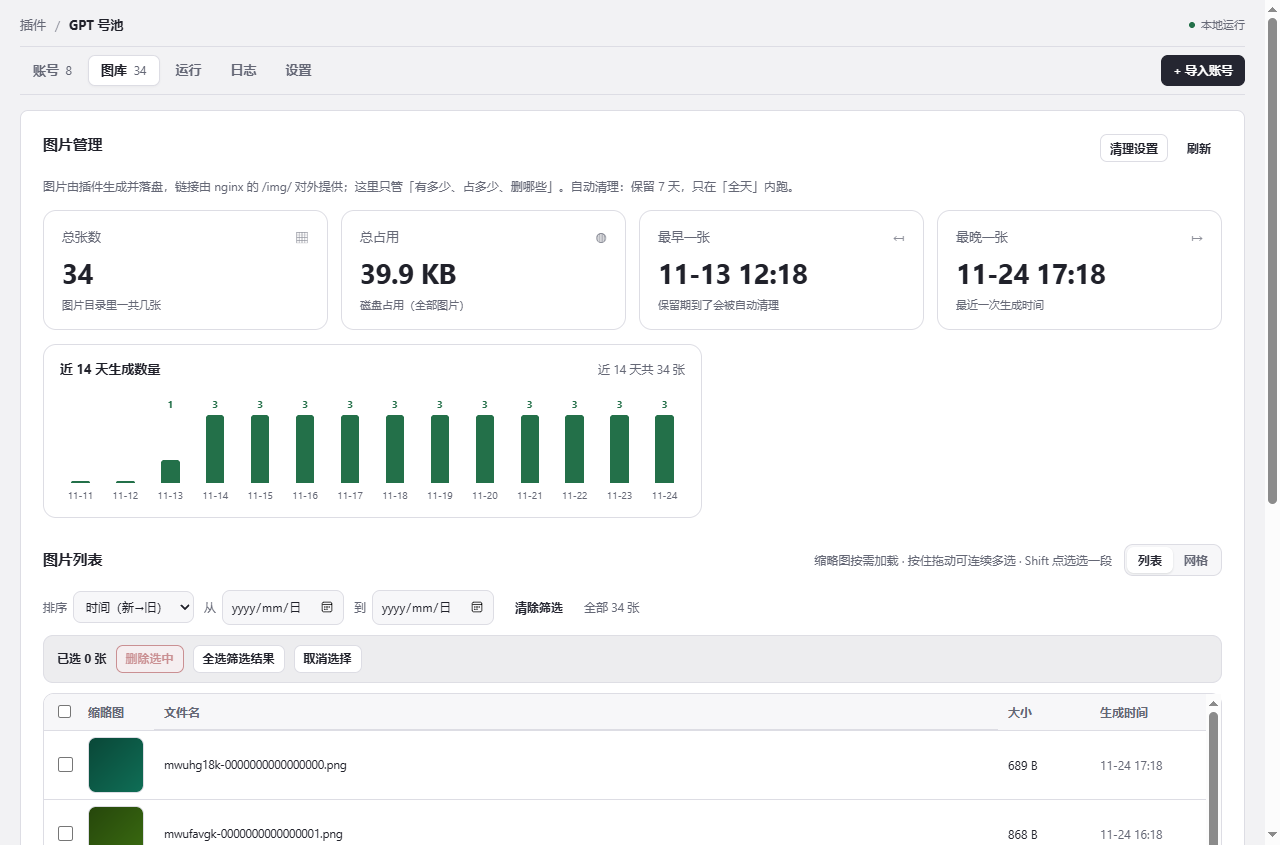 插件 / GPT 号池
本地运行
账号 8 图库 34 运行 日志 设置
+ 导入账号
图片管理
清理设置 刷新
图片由插件生成并落盘，链接由 nginx 的 /img/ 对外提供；这里只管「有多少、占多少、删哪些」。自动清理：保留 7 天，只在「全天」内跑。
总张数
34
图片目录里一共几张
总占用
39.9 KB
磁盘占用（全部图片）
最早一张
11-13 12:18
保留期到了会被自动清理
最晚一张
11-24 17:18
最近一次生成时间
近 14 天生成数量 近 14 天共 34 张
1 3 3 3 3 3 3 3 3 3 3 3
11-11 11-12 11-13 11-14 11-15 11-16 11-17 11-18 11-19 11-20 11-21 11-22 11-23 11-24
图片列表
缩略图按需加载 · 按住拖动可连续多选 · Shift 点选选一段 列表 网格
排序 时间（新→旧） 从 yyyy/mm/日 到 yyyy/mm/日 清除筛选 全部 34 张
已选 0 张 删除选中 全选筛选结果 取消选择
缩略图 文件名 大小 生成时间
mwuhg18k-0000000000000000.png 689 B 11-24 17:18
mwufavgk-0000000000000001.png 868 B 11-24 16:18